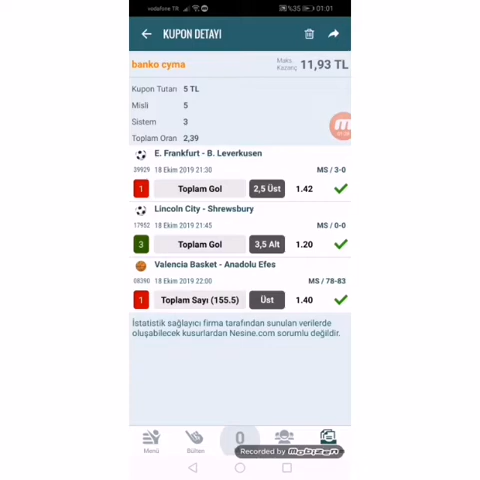 vodafone TR %35 01:01
KUPON DETAYI
banko cyma Maks. Kazanç 11,93 TL
Kupon Tutarı 5 TL
Misli 5
Sistem 3
Toplam Oran 2,39
E. Frankfurt - B. Leverkusen
39929 18 Ekim 2019 21:30 MS / 3-0
1 Toplam Gol 2,5 Üst 1.42
Lincoln City - Shrewsbury
17952 18 Ekim 2019 21:45 MS / 0-0
3 Toplam Gol 3,5 Alt 1.20
Valencia Basket - Anadolu Efes
08390 18 Ekim 2019 22:00 MS / 78-83
1 Toplam Sayı (155.5) Üst 1.40
İstatistik sağlayıcı firma tarafından sunulan verilerde
oluşabilecek kusurlardan Nesine.com sorumlu değildir.
Menü Bülten 0
Recorded by Mobizen